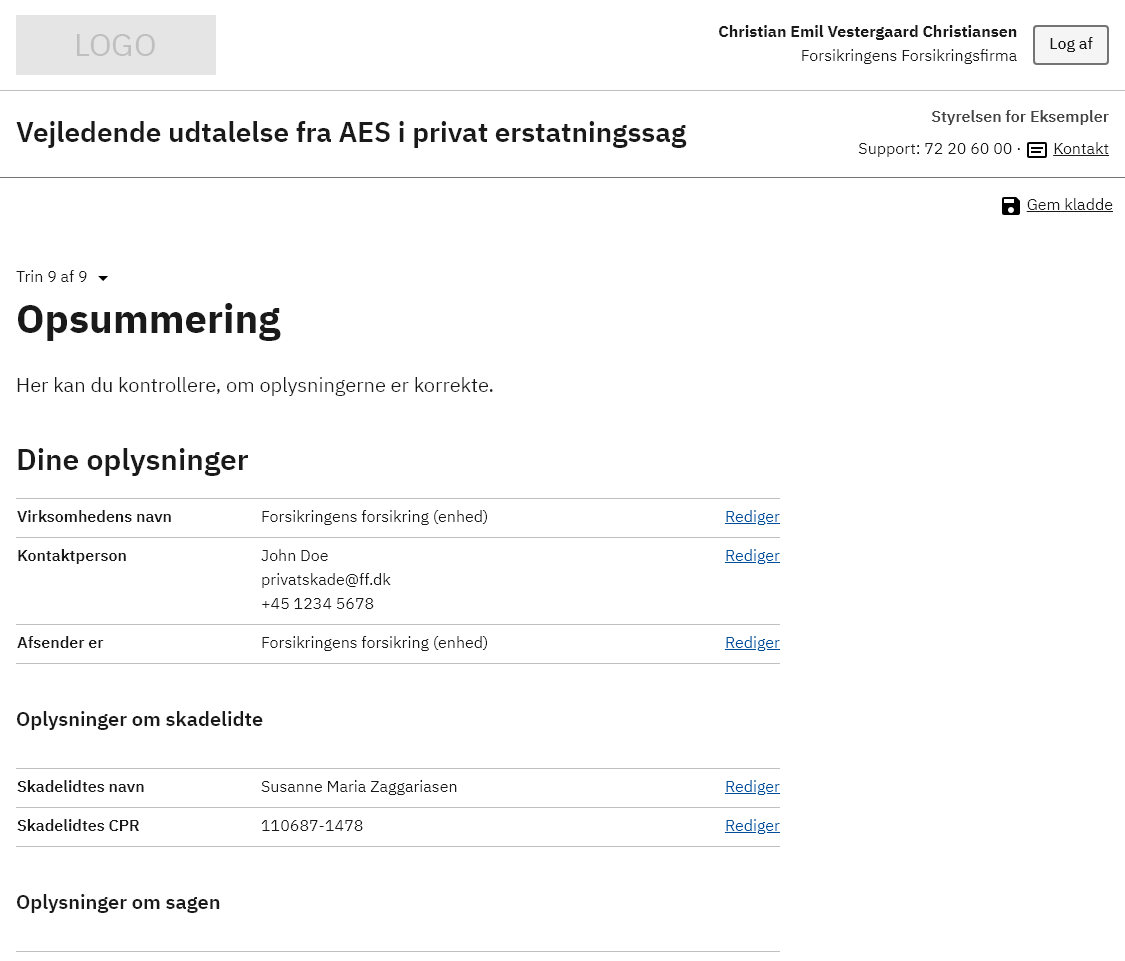 LOGO
Christian Emil Vestergaard Christiansen
Forsikringens Forsikringsfirma
Log af
Vejledende udtalelse fra AES i privat erstatningssag
Styrelsen for Eksempler
Support: 72 20 60 00 · Kontakt
Gem kladde
Trin 9 af 9
Opsummering
Her kan du kontrollere, om oplysningerne er korrekte.
Dine oplysninger
Virksomhedens navn Forsikringens forsikring (enhed) Rediger
Kontaktperson John Doe Rediger
privatskade@ff.dk
+45 1234 5678
Afsender er Forsikringens forsikring (enhed) Rediger
Oplysninger om skadelidte
Skadelidtes navn Susanne Maria Zaggariasen Rediger
Skadelidtes CPR 110687-1478 Rediger
Oplysninger om sagen